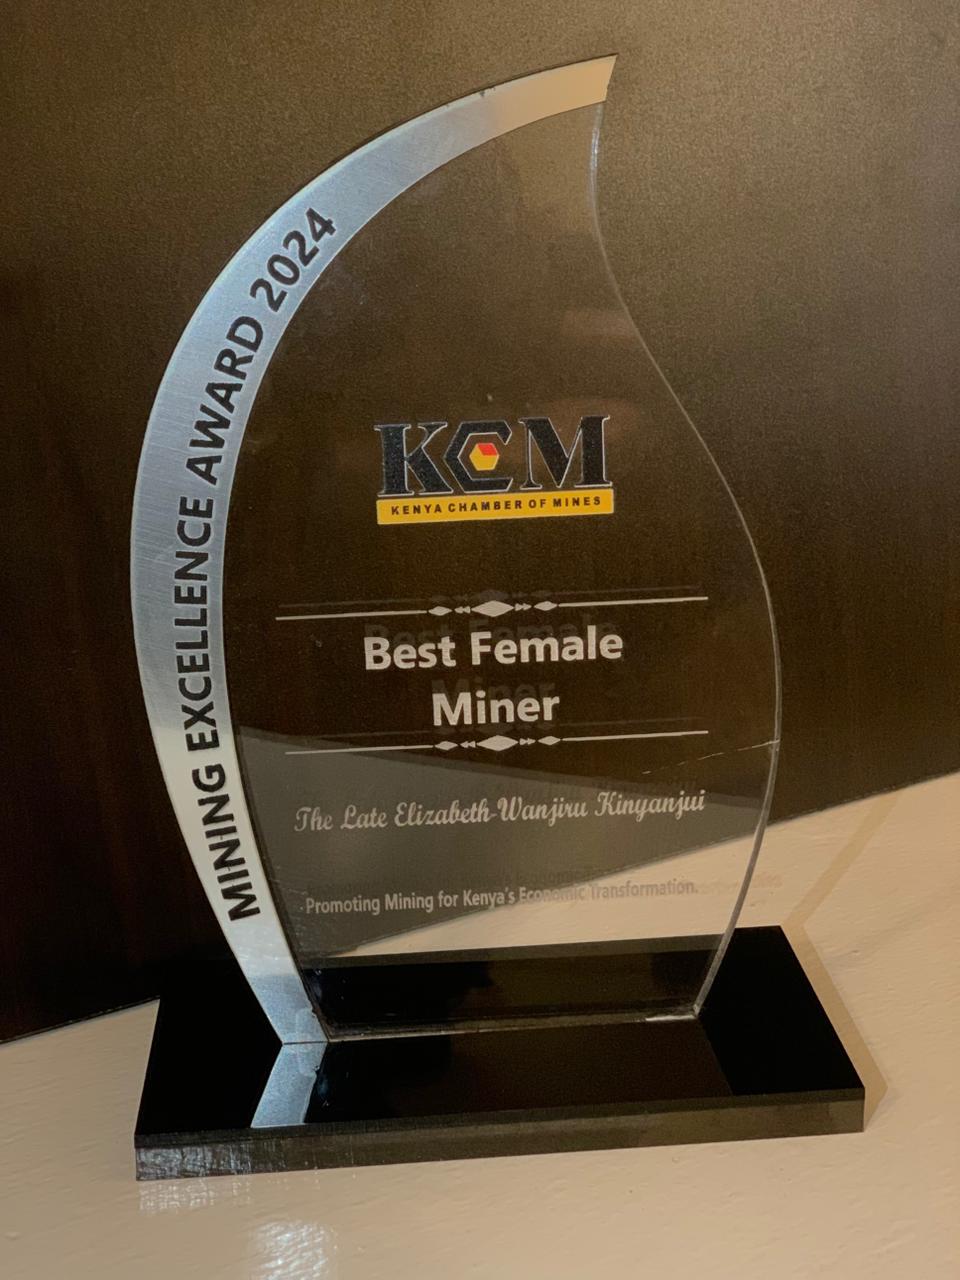 MINING EXCELLENCE AWARD 2024
KCM
KENYA CHAMBER OF MINES
Best Female
Miner
The Late Elizabeth Wanjiru Kinyanjui
Promoting Mining for Kenya's Economic Transformation.